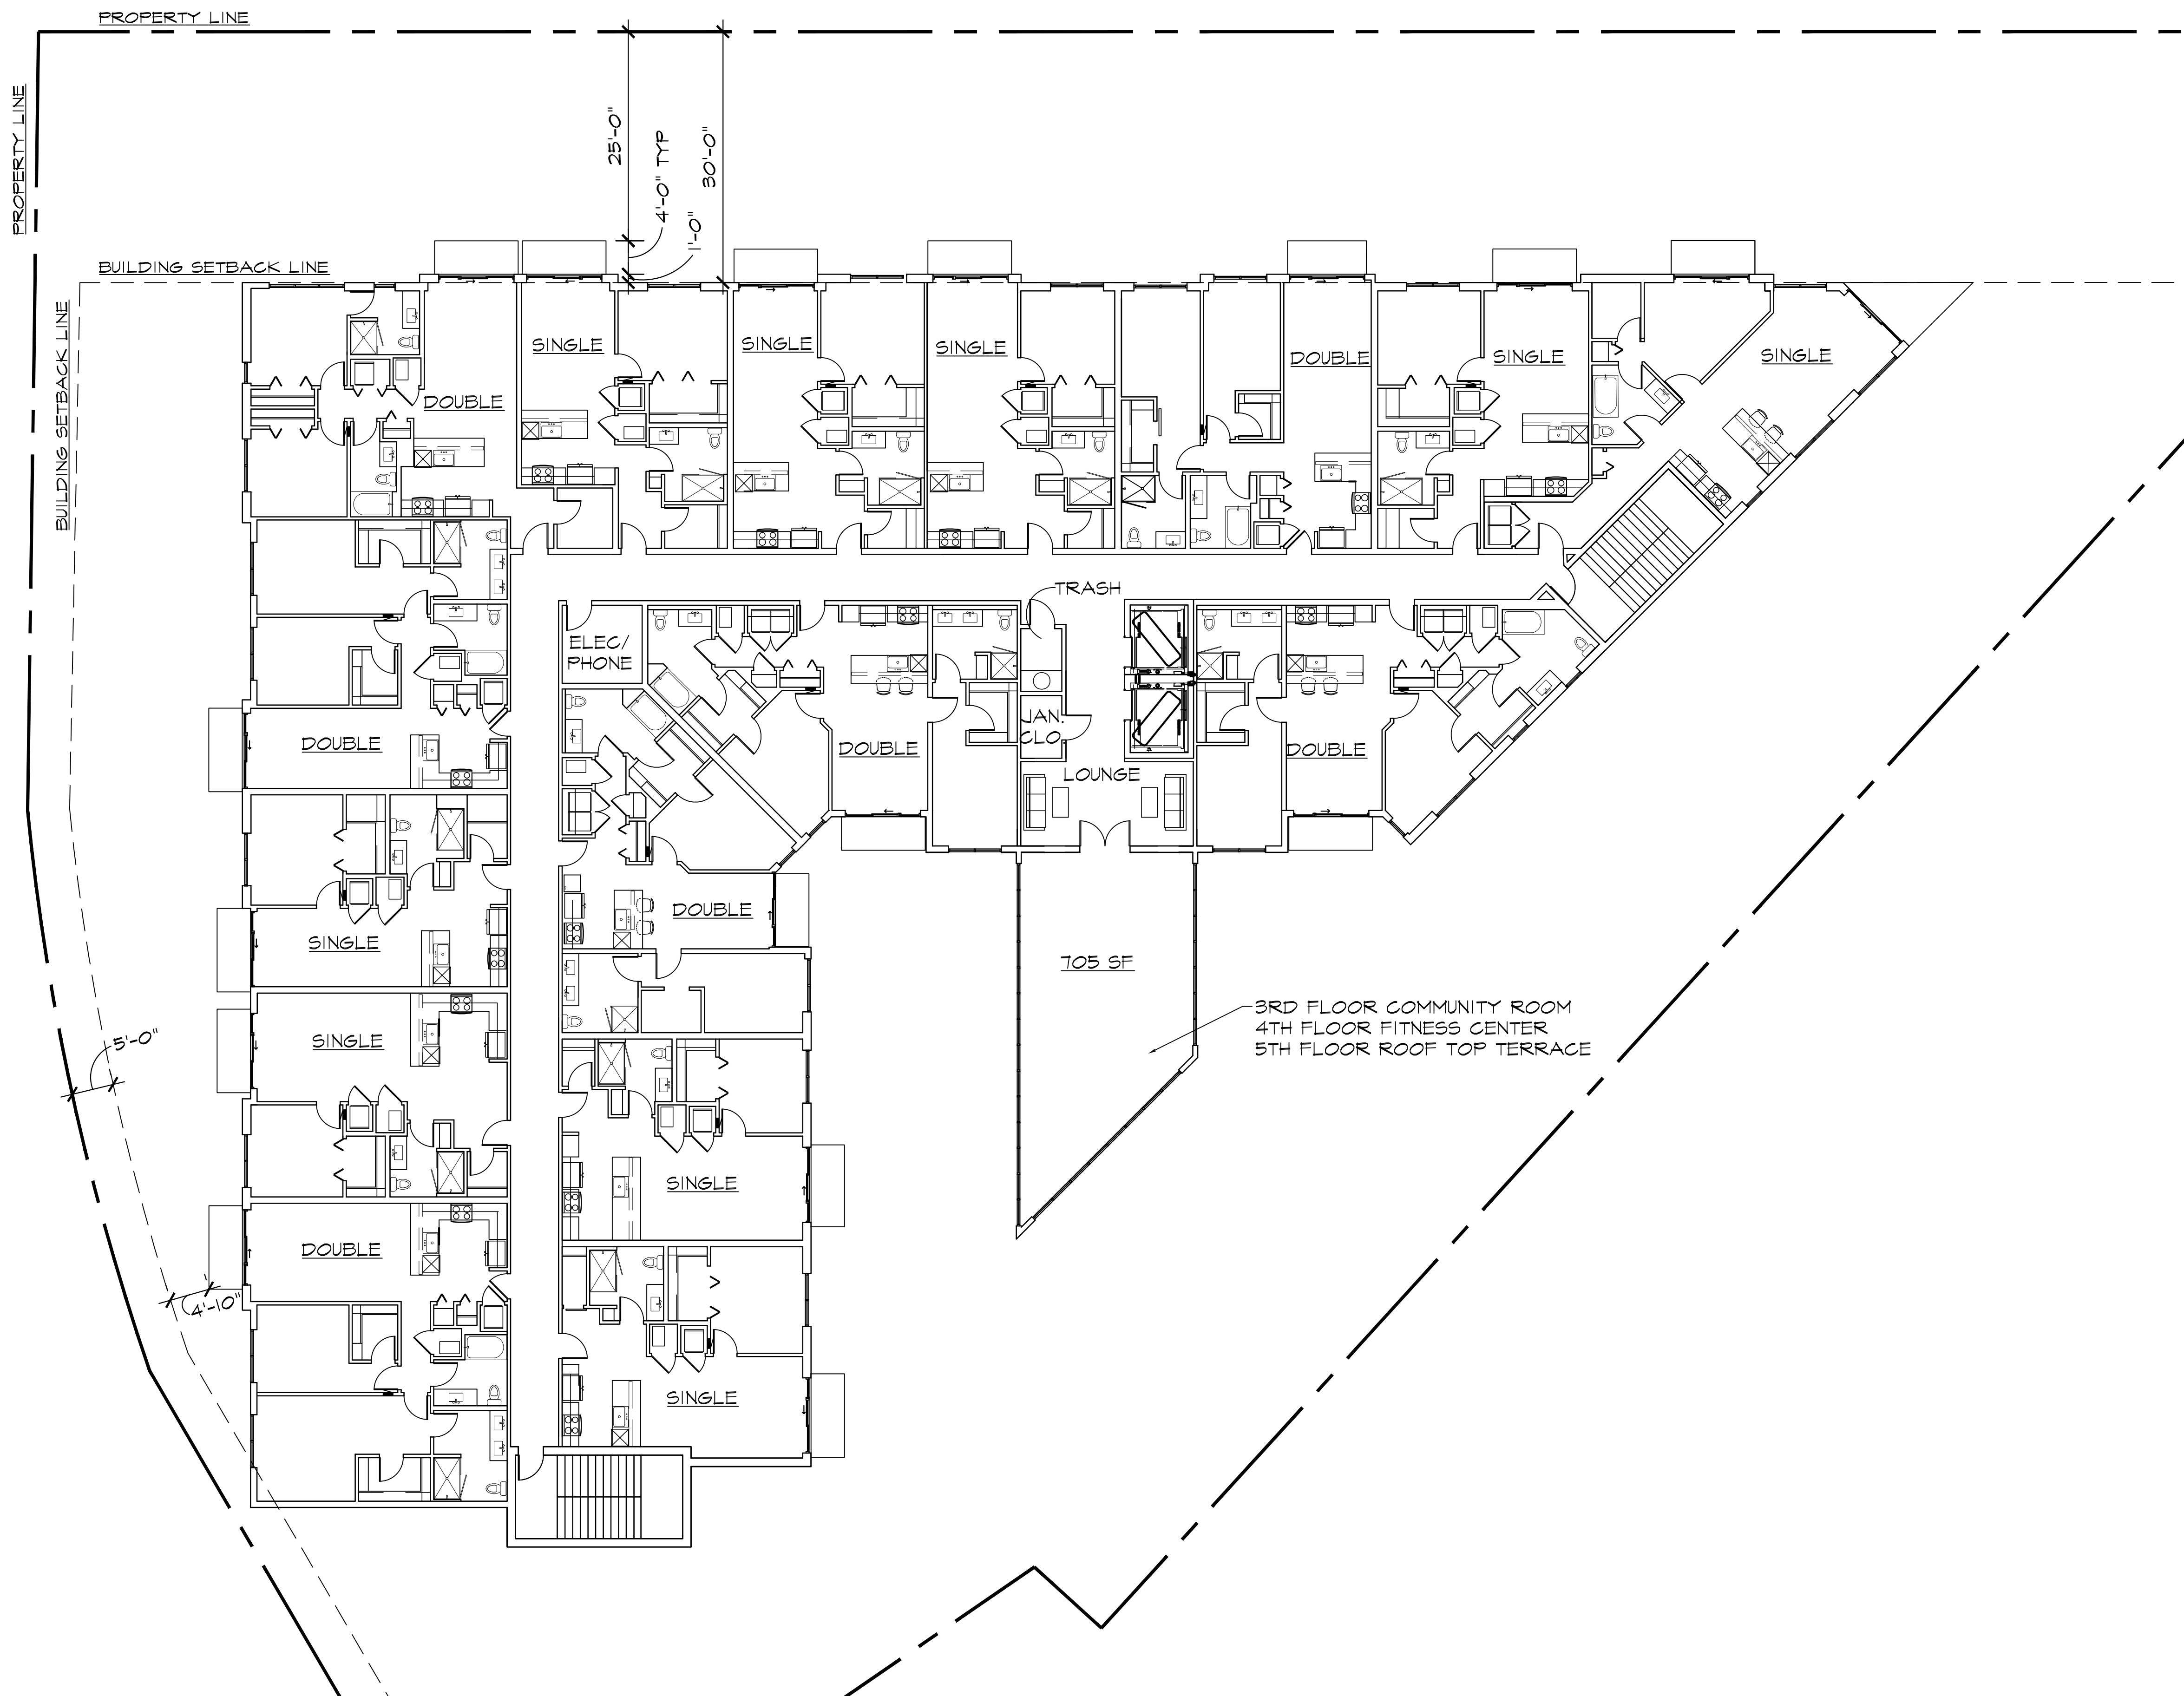 PROPERTY LINE
PROPERTY LINE
25'-0"
4'-0" TYP
30'-0"
1'-0"
BUILDING SETBACK LINE
BUILDING SETBACK LINE
SINGLE
SINGLE
SINGLE
DOUBLE
SINGLE
SINGLE
DOUBLE
TRASH
ELEC/
PHONE
JAN.
CLO.
DOUBLE
DOUBLE
DOUBLE
LOUNGE
DOUBLE
SINGLE
705 SF
3RD FLOOR COMMUNITY ROOM
4TH FLOOR FITNESS CENTER
5TH FLOOR ROOF TOP TERRACE
SINGLE
5'-0"
SINGLE
DOUBLE
4'-10"
SINGLE